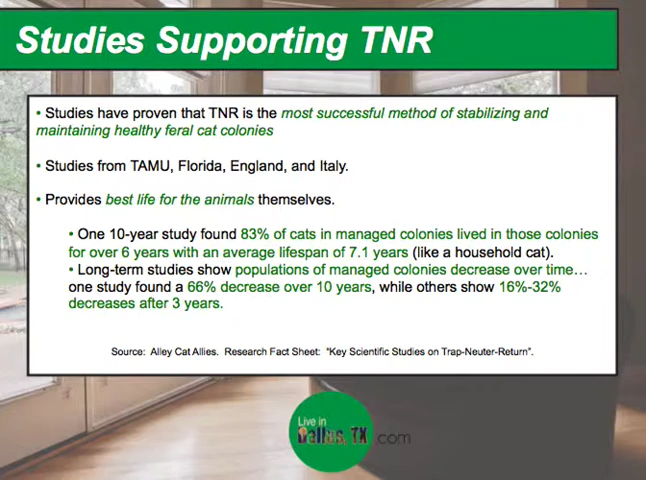 Studies Supporting TNR
• Studies have proven that TNR is the most successful method of stabilizing and
maintaining healthy feral cat colonies
• Studies from TAMU, Florida, England, and Italy.
• Provides best life for the animals themselves.
• One 10-year study found 83% of cats in managed colonies lived in those colonies
for over 6 years with an average lifespan of 7.1 years (like a household cat).
• Long-term studies show populations of managed colonies decrease over time…
one study found a 66% decrease over 10 years, while others show 16%-32%
decreases after 3 years.
Source: Alley Cat Allies. Research Fact Sheet: "Key Scientific Studies on Trap-Neuter-Return".
Live in
Dallas, TX .com